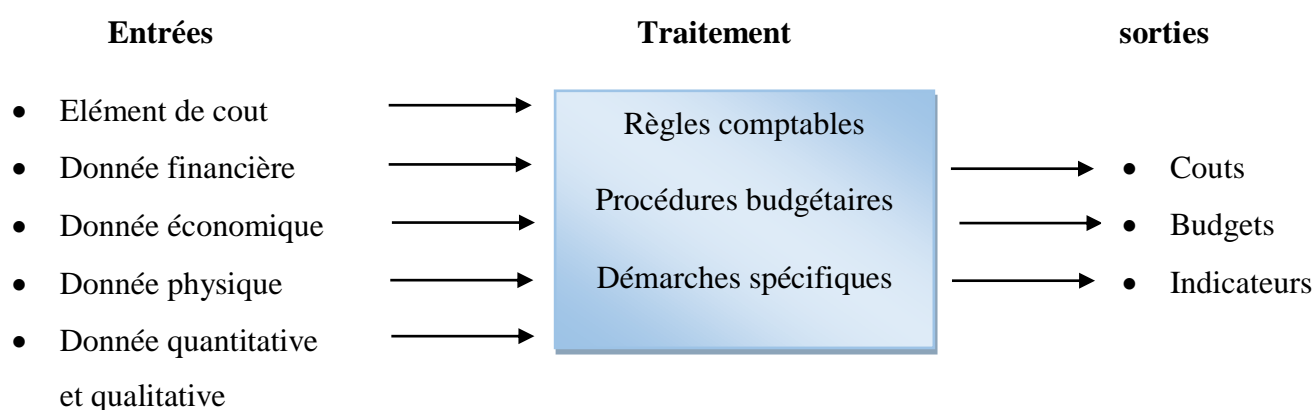 Entrées
Traitement
sorties
• Elément de cout
• Donnée financière
• Donnée économique
• Donnée physique
• Donnée quantitative
et qualitative
Règles comptables
Procédures budgétaires
Démarches spécifiques
• Couts
• Budgets
• Indicateurs